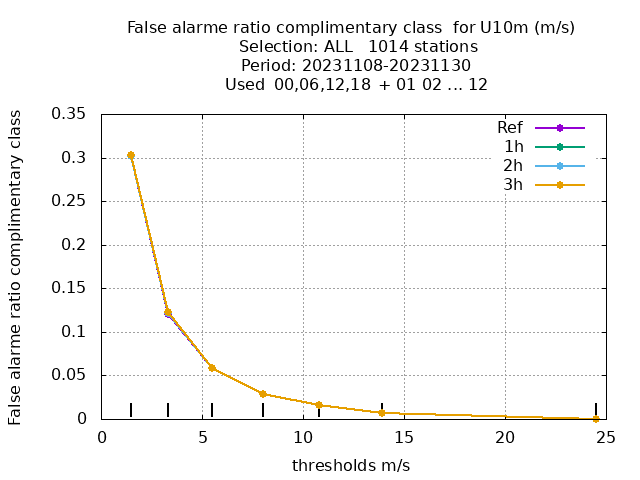 False alarme ratio complimentary class  for U10m (m/s)
Selection: ALL   1014 stations
Period: 20231108-20231130
Used  00,06,12,18  + 01 02 ... 12
False alarme ratio complimentary class
0.35
0.3
0.25
0.2
0.15
0.1
0.05
0
Ref
1h
2h
3h
0 5 10 15 20 25
thresholds m/s